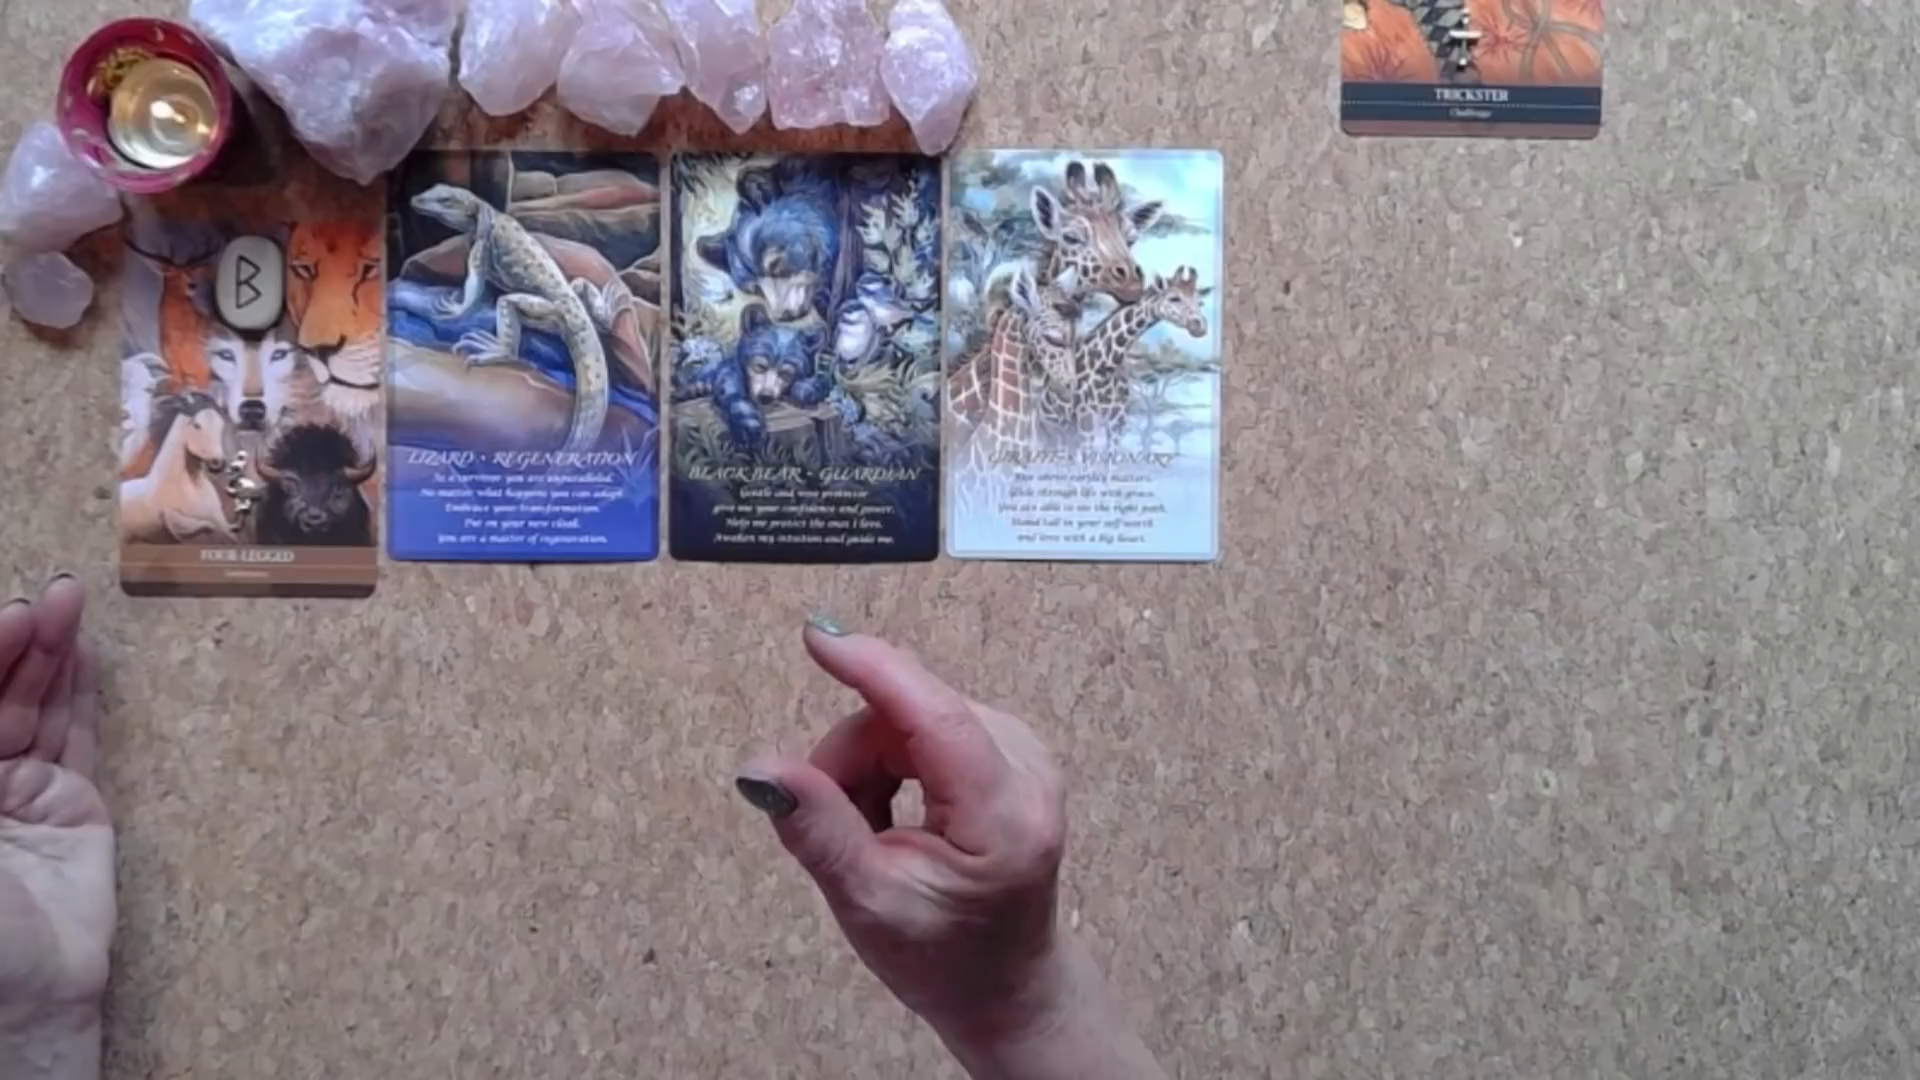 TRICKSTER
Challenge
LIZARD • REGENERATION
As a survivor you are unparalleled.
No matter what happens you can adapt.
Embrace your transformation.
Put on your new cloak.
You are a master of regeneration.
BLACK BEAR • GUARDIAN
Gentle and wise protector
give me your confidence and power.
Help me protect the ones I love.
Awaken my intuition and guide me.
GIRAFFE • VISIONARY
Rise above earthly matters.
Glide through life with grace.
You are able to see the right path.
Stand tall in your self worth
and love with a big heart.
FOUR-LEGGED